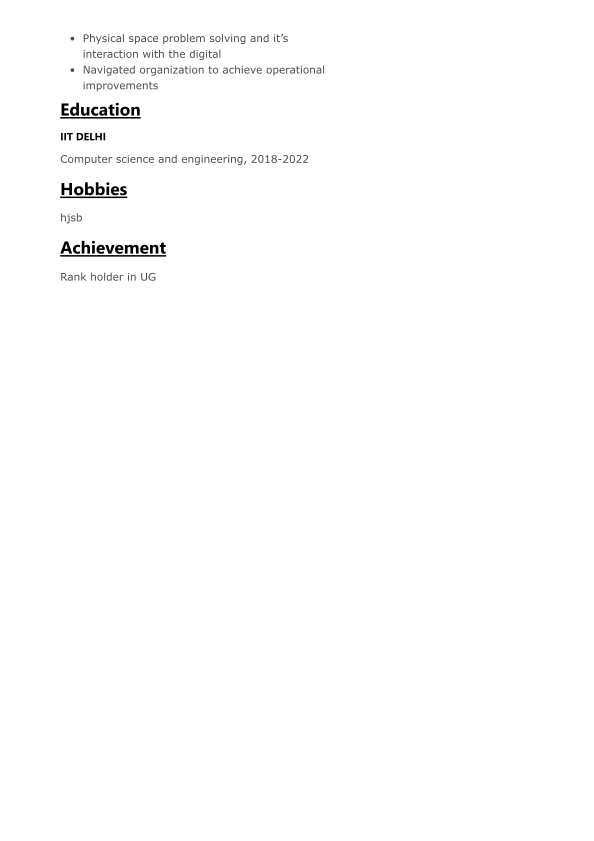 • Physical space problem solving and it’s
interaction with the digital
• Navigated organization to achieve operational
improvements
Education
IIT DELHI
Computer science and engineering, 2018-2022
Hobbies
hjsb
Achievement
Rank holder in UG